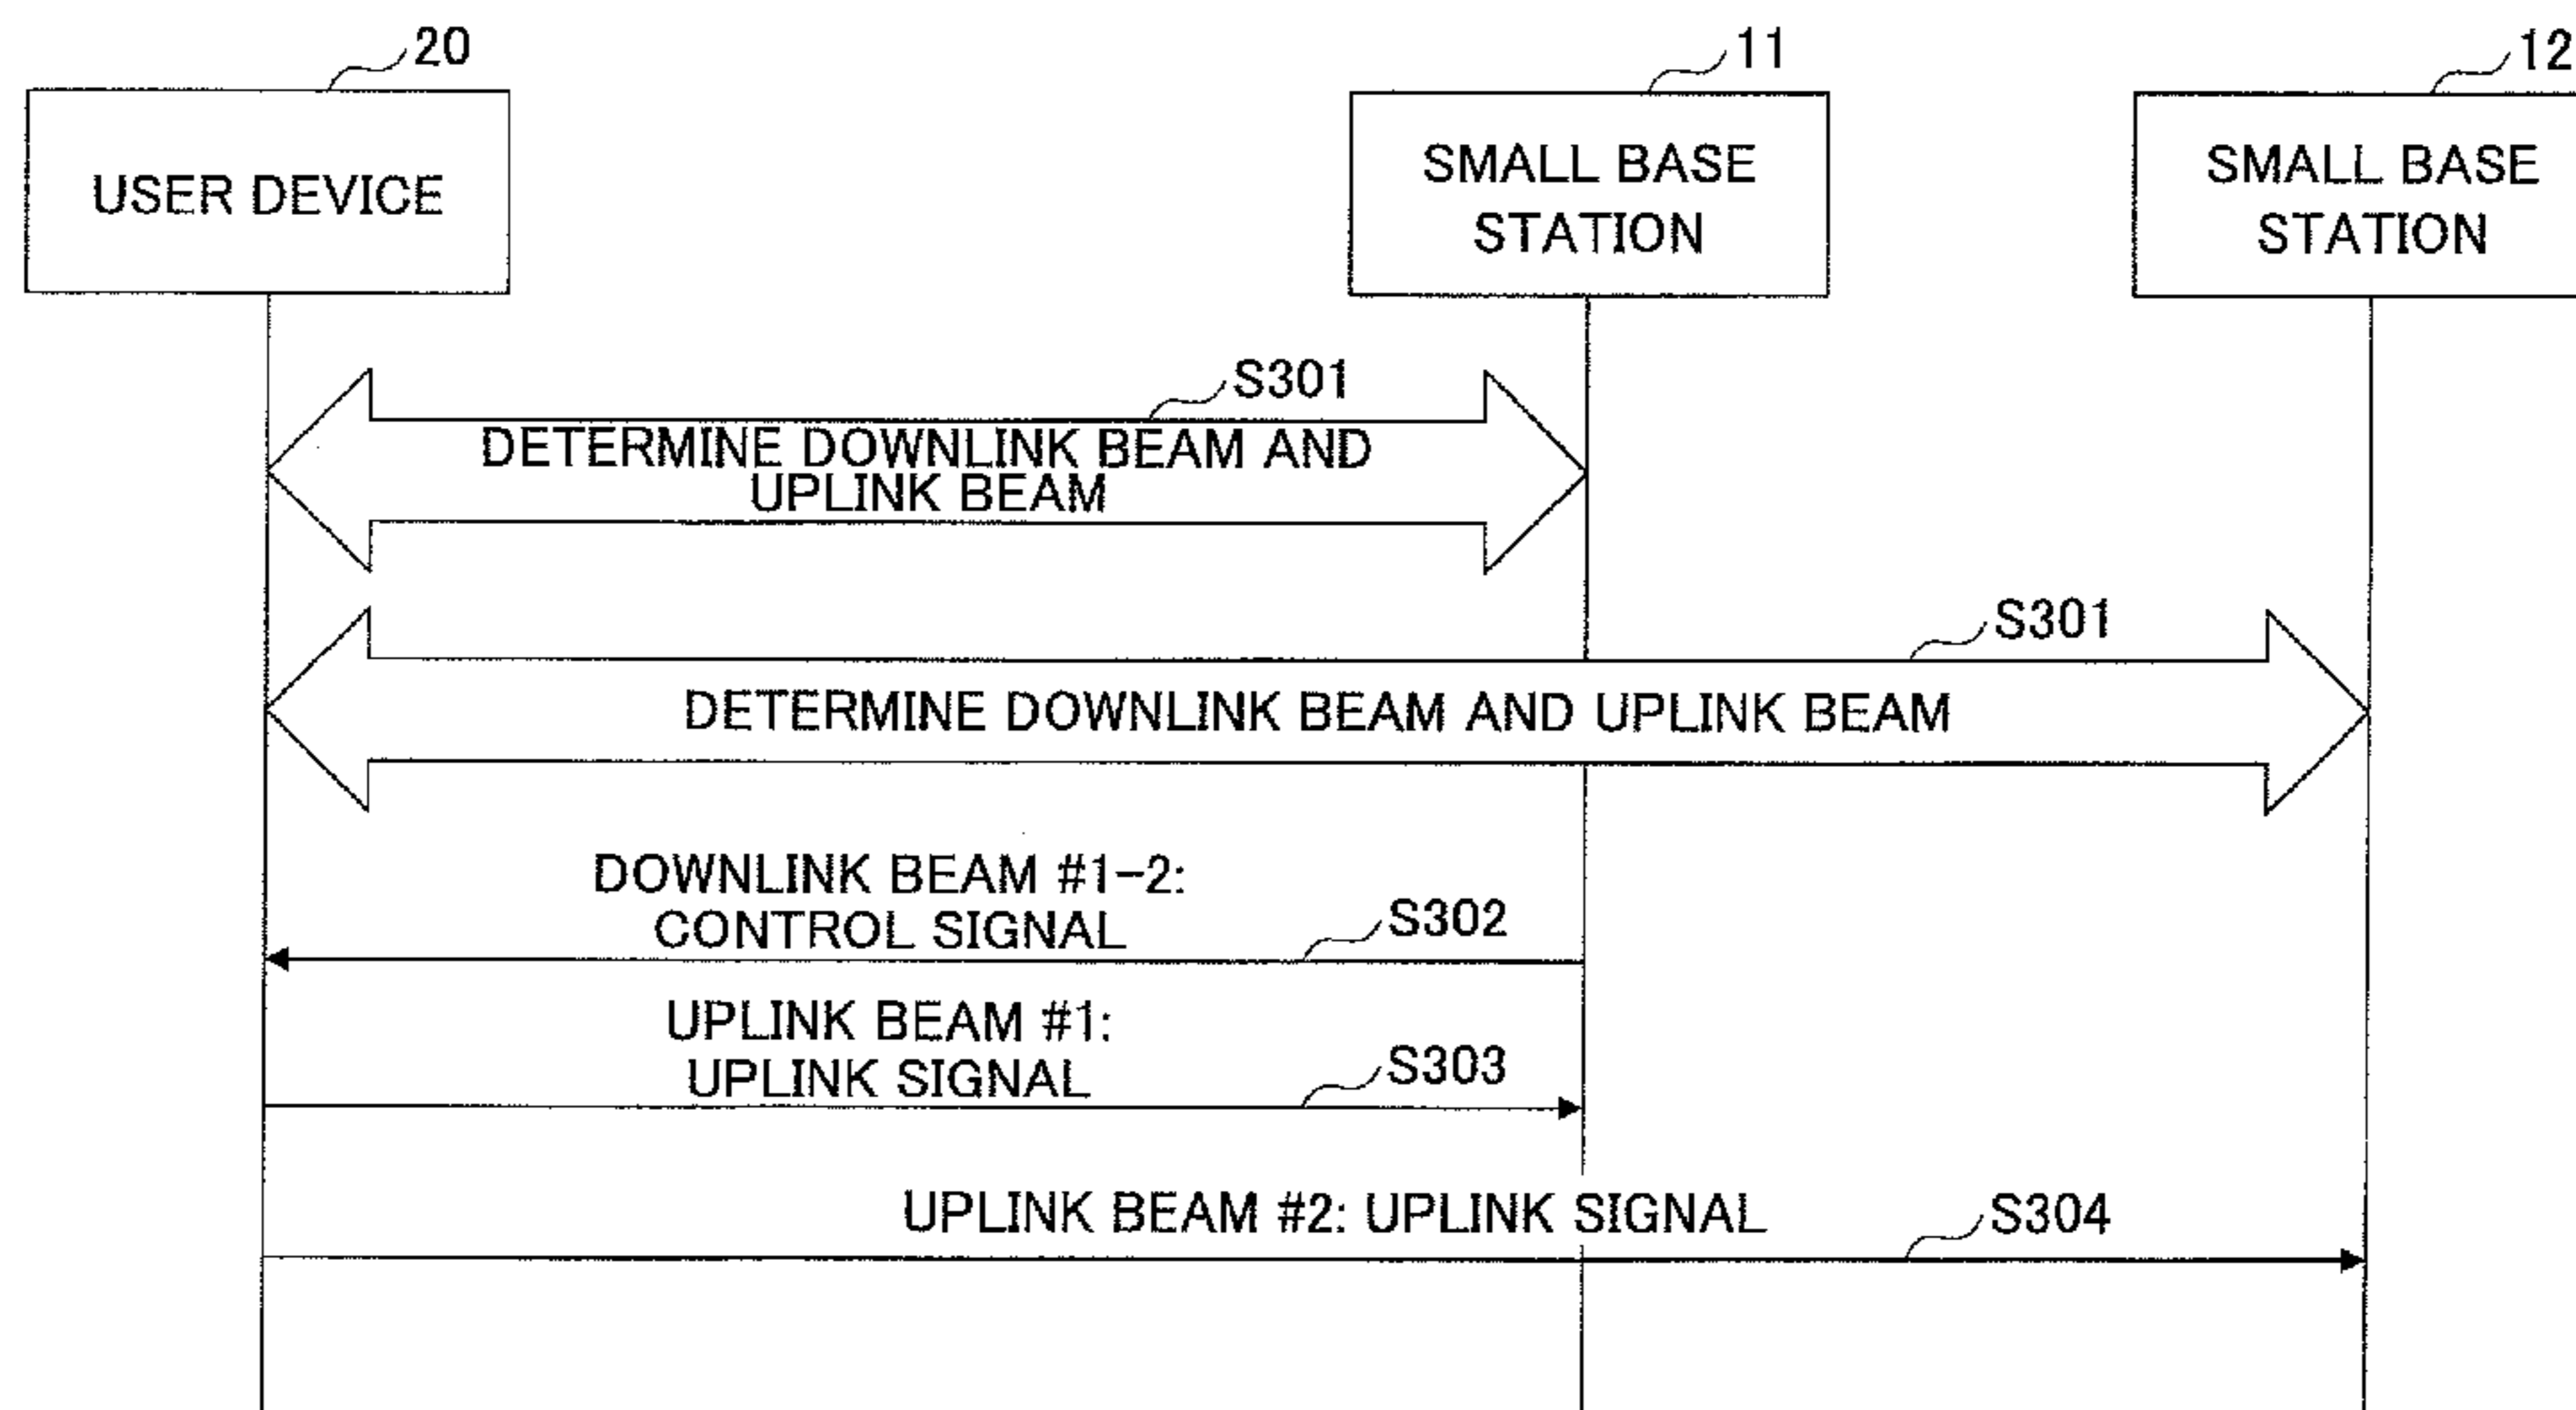 20
11
12
USER DEVICE
SMALL BASE
STATION
SMALL BASE
STATION
S301
DETERMINE DOWNLINK BEAM AND
UPLINK BEAM
S301
DETERMINE DOWNLINK BEAM AND UPLINK BEAM
DOWNLINK BEAM #1-2:
CONTROL SIGNAL
S302
UPLINK BEAM #1:
UPLINK SIGNAL
S303
UPLINK BEAM #2: UPLINK SIGNAL
S304